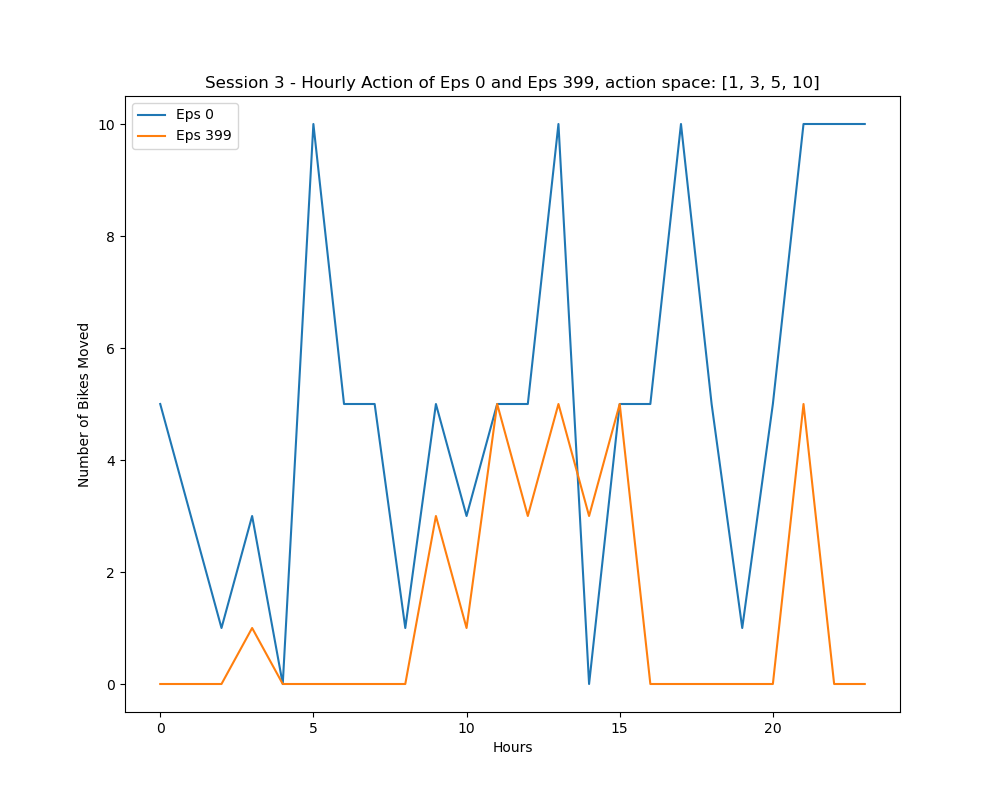 Session 3 - Hourly Action of Eps 0 and Eps 399, action space: [1, 3, 5, 10]
Eps 0
Eps 399
10
8
6
4
2
0
Number of Bikes Moved
0 5 10 15 20
Hours